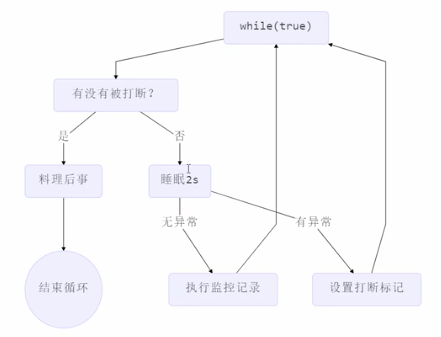 while(true)
有没有被打断？
是
否
料理后事
睡眠2s
无异常
有异常
结束循环
执行监控记录
设置打断标记